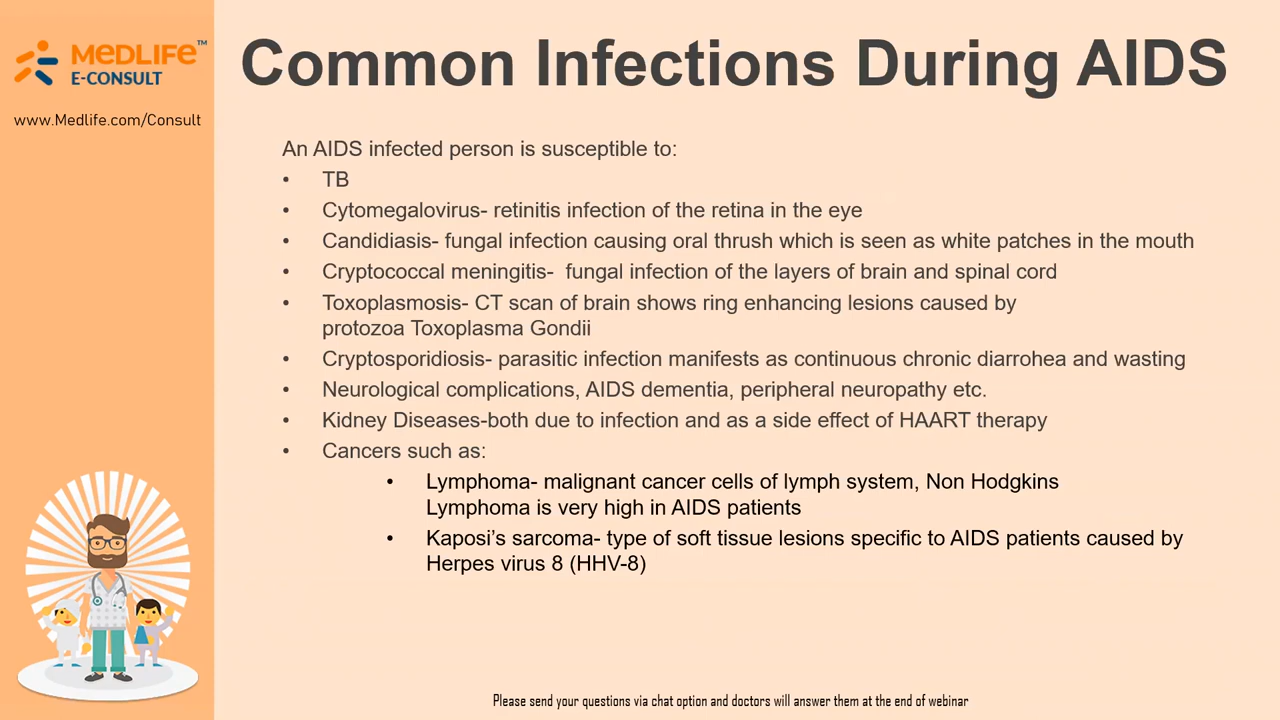 MEDLIFE™
E-CONSULT
www.Medlife.com/Consult
Common Infections During AIDS
An AIDS infected person is susceptible to:
• TB
• Cytomegalovirus- retinitis infection of the retina in the eye
• Candidiasis- fungal infection causing oral thrush which is seen as white patches in the mouth
• Cryptococcal meningitis-  fungal infection of the layers of brain and spinal cord
• Toxoplasmosis- CT scan of brain shows ring enhancing lesions caused by
protozoa Toxoplasma Gondii
• Cryptosporidiosis- parasitic infection manifests as continuous chronic diarrohea and wasting
• Neurological complications, AIDS dementia, peripheral neuropathy etc.
• Kidney Diseases-both due to infection and as a side effect of HAART therapy
• Cancers such as:
• Lymphoma- malignant cancer cells of lymph system, Non Hodgkins
Lymphoma is very high in AIDS patients
• Kaposi’s sarcoma- type of soft tissue lesions specific to AIDS patients caused by
Herpes virus 8 (HHV-8)
Please send your questions via chat option and doctors will answer them at the end of webinar